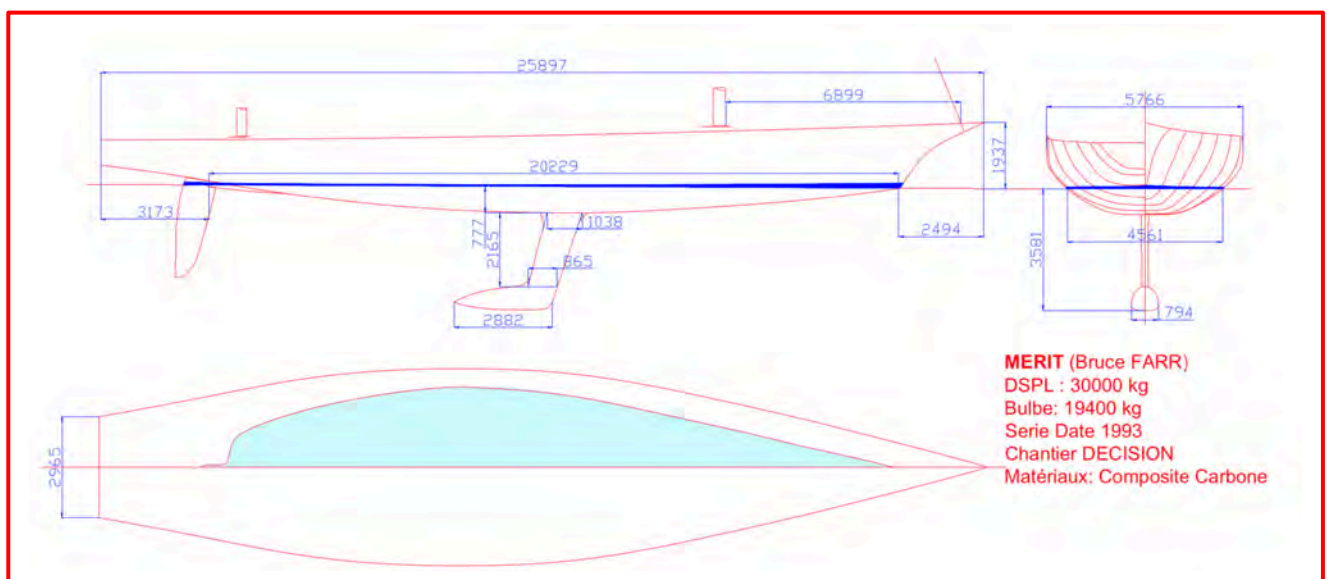 25897
6899
5766
20229
1937
3173
777
1038
2494
2165
865
3581
4561
2882
794
MERIT (Bruce FARR)
DSPL : 30000 kg
Bulbe: 19400 kg
Serie Date 1993
Chantier DECISION
Matériaux: Composite Carbone
2965